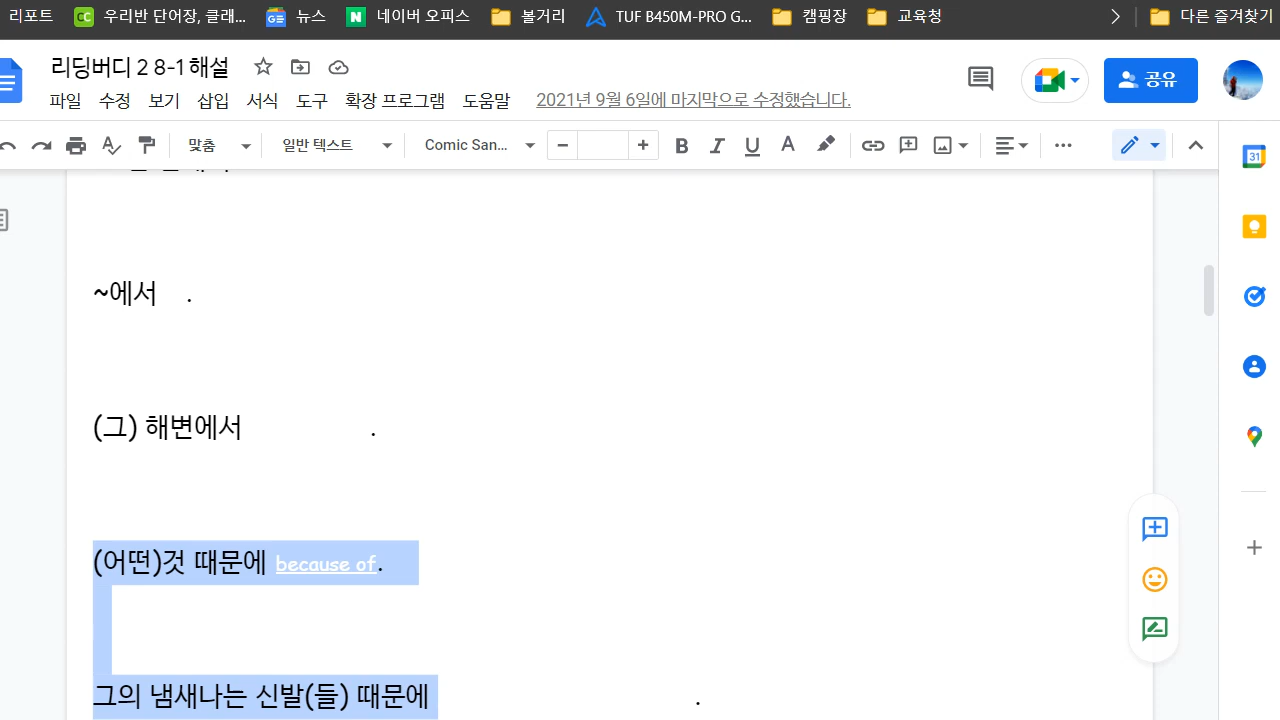 리포트 CC 우리반 단어장, 클래... 뉴스 N 네이버 오피스 볼거리 TUF B450M-PRO G... 캠핑장 교육청 다른 즐겨찾기
리딩버디 2 8-1 해설
공유
파일 수정 보기 삽입 서식 도구 확장 프로그램 도움말 2021년 9월 6일에 마지막으로 수정했습니다.
맞춤 일반 텍스트 Comic San... − + B I U A ...
31
~에서 .
(그) 해변에서 .
(어떤)것 때문에 because of.
그의 냄새나는 신발(들) 때문에 .